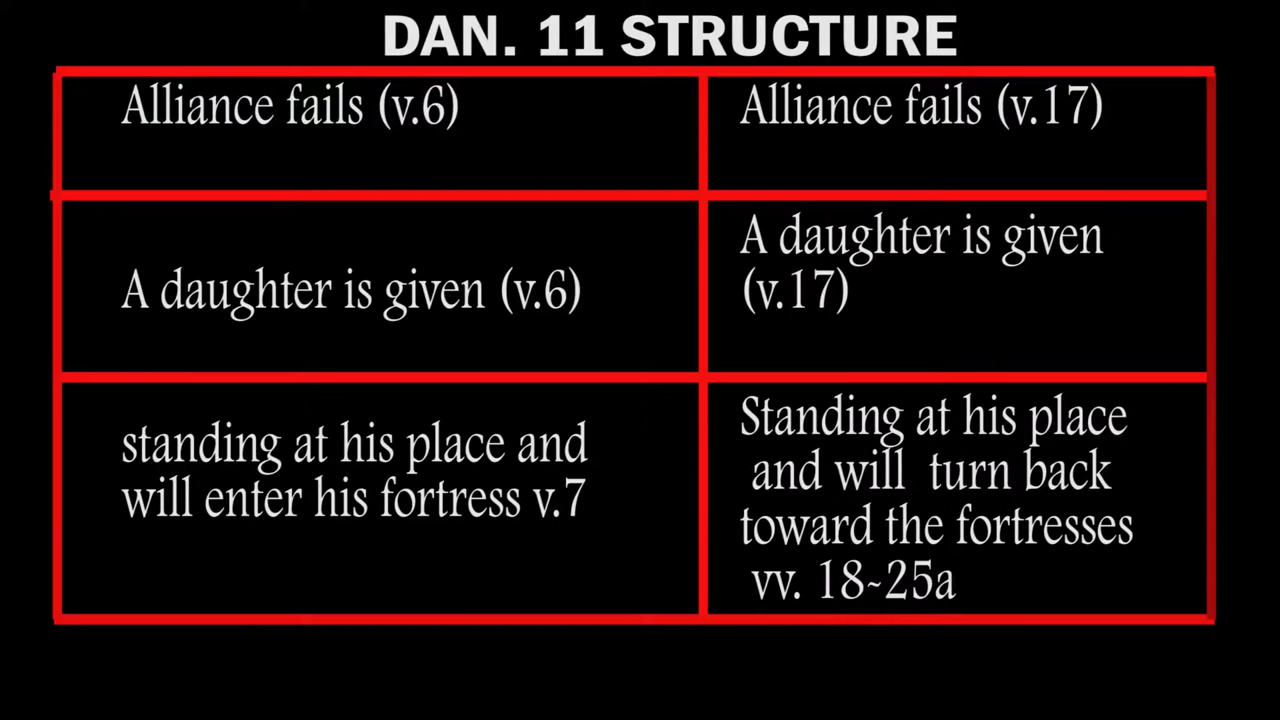 DAN. 11 STRUCTURE
Alliance fails (v.6)
Alliance fails (v.17)
A daughter is given (v.6)
A daughter is given
(v.17)
standing at his place and
will enter his fortress v.7
Standing at his place
and will turn back
toward the fortresses
vv. 18~25a